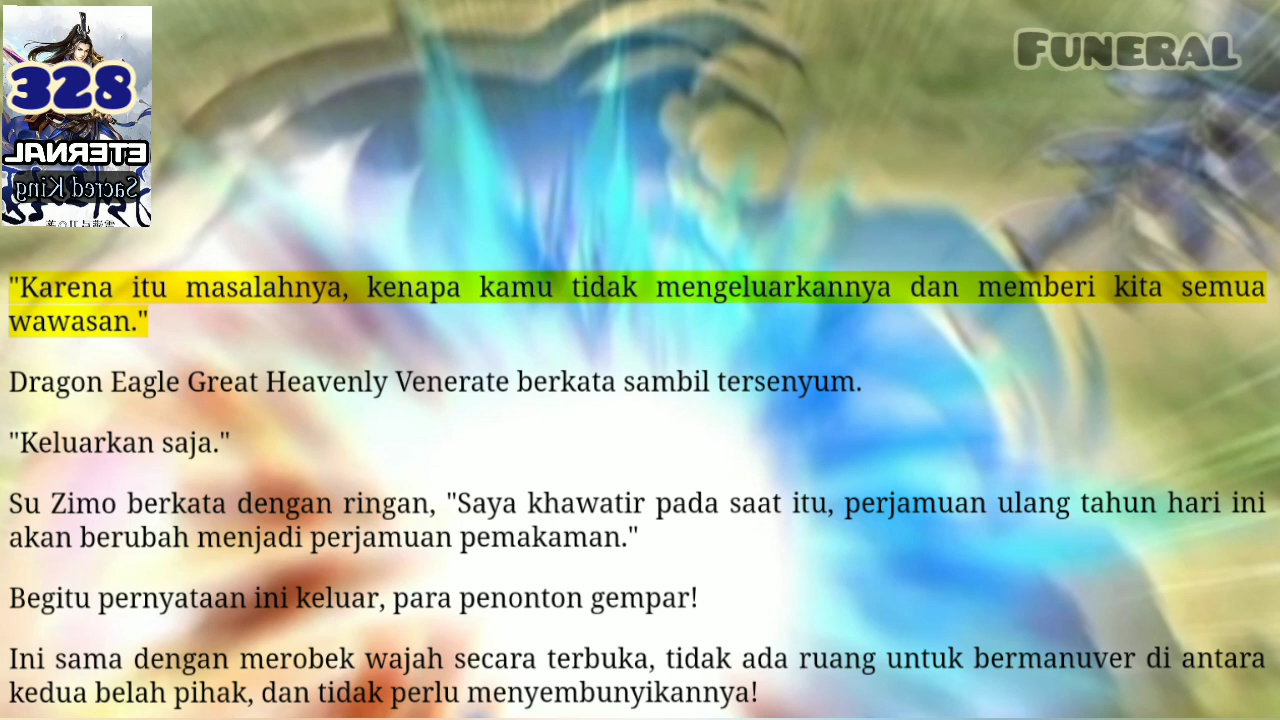 328
ETERNAL
Sacred King
FUNERAL
"Karena itu masalahnya, kenapa kamu tidak mengeluarkannya dan memberi kita semua
wawasan."
Dragon Eagle Great Heavenly Venerate berkata sambil tersenyum.
"Keluarkan saja."
Su Zimo berkata dengan ringan, "Saya khawatir pada saat itu, perjamuan ulang tahun hari ini
akan berubah menjadi perjamuan pemakaman."
Begitu pernyataan ini keluar, para penonton gempar!
Ini sama dengan merobek wajah secara terbuka, tidak ada ruang untuk bermanuver di antara
kedua belah pihak, dan tidak perlu menyembunyikannya!